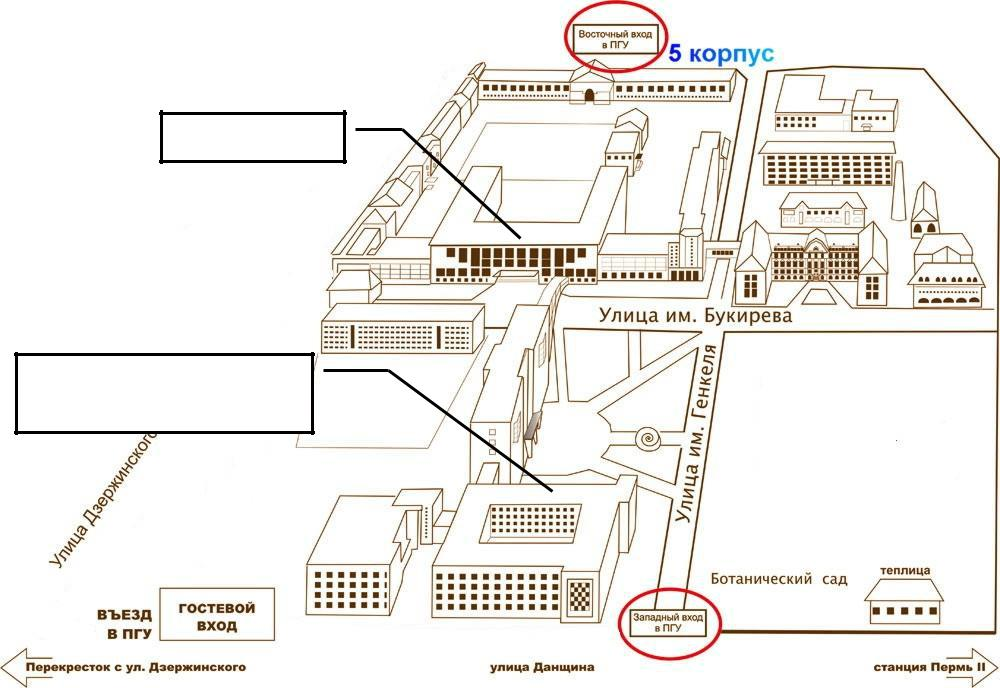 Восточный вход
в ПГУ
5 корпус
Улица им. Букирева
Улица им. Генкеля
Улица Дзержинского
Ботанический сад
теплица
ВЪЕЗД
В ПГУ
ГОСТЕВОЙ
ВХОД
Западный вход
в ПГУ
Перекресток с ул. Дзержинского
улица Данщина
станция Пермь II